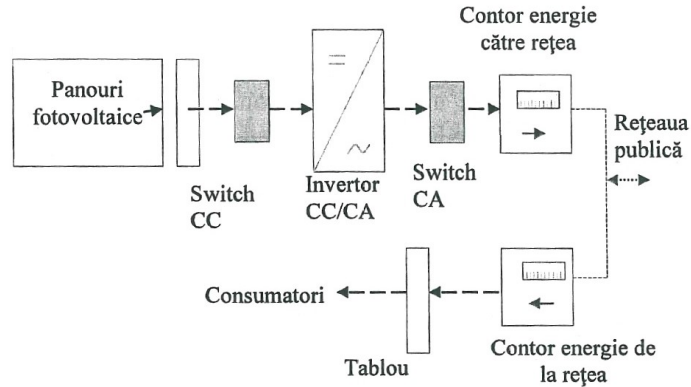 Contor energie
către rețea
Panouri
fotovoltaice
Rețeaua
publică
Switch
CC
Invertor
CC/CA
Switch
CA
Consumatori
Tablou
Contor energie de
la rețea